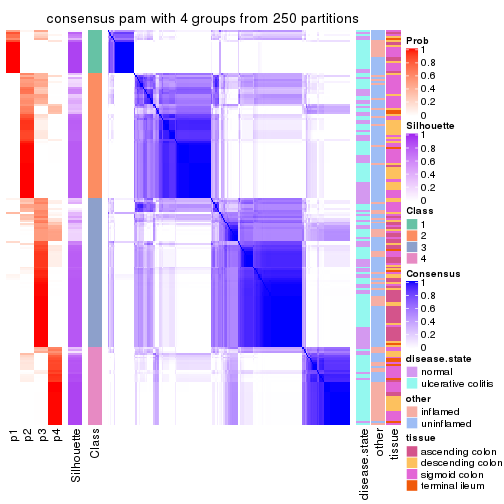 consensus pam with 4 groups from 250 partitions
Prob
1
0.8
0.6
0.4
0.2
0
Silhouette
1
0.8
0.6
0.4
0.2
0
Class
1
2
3
4
Consensus
1
0.8
0.6
0.4
0.2
0
disease.state
normal
ulcerative colitis
other
inflamed
uninflamed
tissue
ascending colon
descending colon
sigmoid colon
terminal ileum
p1
p2
p3
p4
Silhouette
Class
disease.state
other
tissue